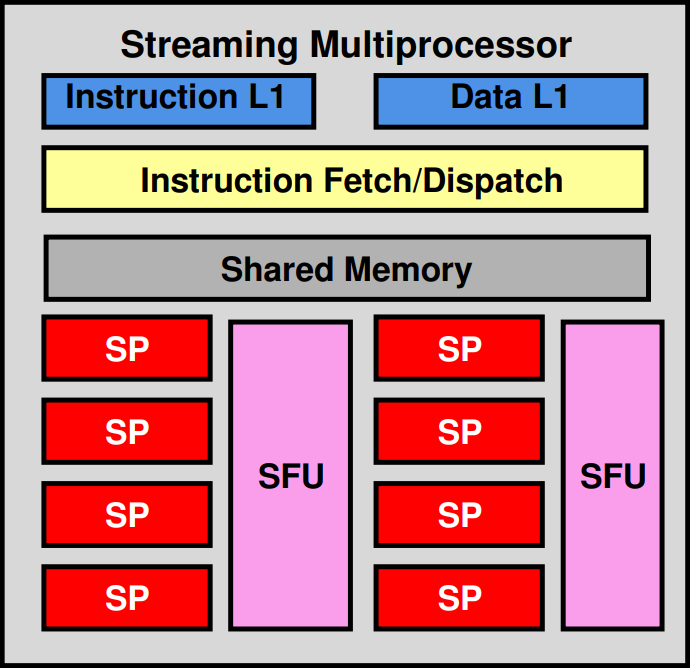 Streaming Multiprocessor
Instruction L1
Data L1
Instruction Fetch/Dispatch
Shared Memory
SP
SP
SP
SP
SFU
SP
SP
SP
SP
SFU